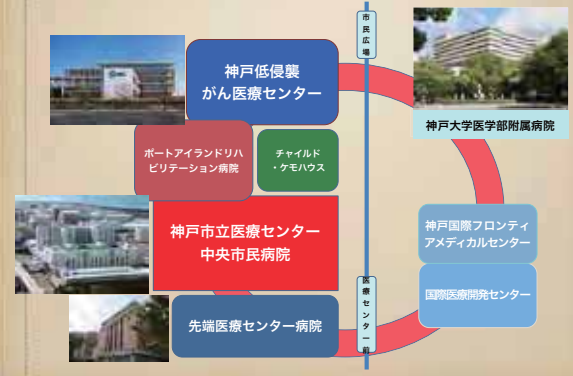 市民広場
神戸低侵襲
がん医療センター
神戸大学医学部附属病院
ポートアイランドリハ
ビリテーション病院
チャイルド
・ケモハウス
神戸市立医療センター
中央市民病院
神戸国際フロンティ
アメディカルセンター
国際医療開発センター
医療センター前
先端医療センター病院